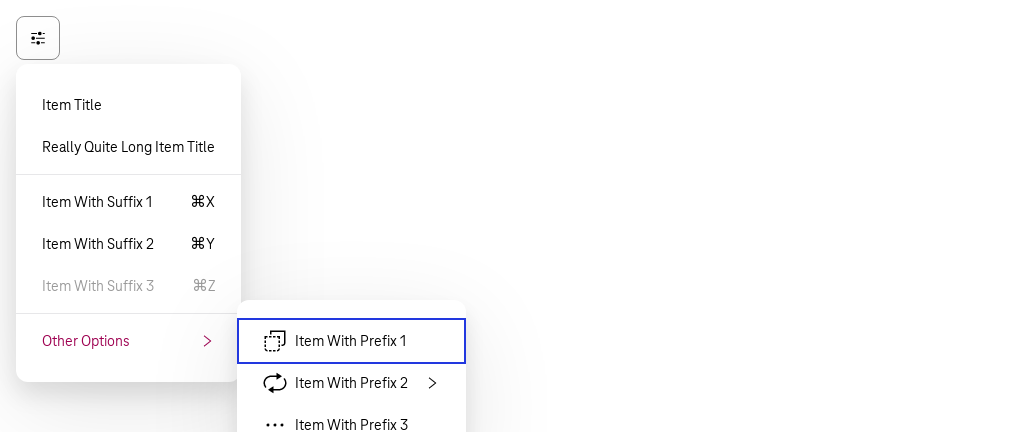 Item Title
Really Quite Long Item Title
Item With Suffix 1 ⌘X
Item With Suffix 2 ⌘Y
Item With Suffix 3 ⌘Z
Other Options
Item With Prefix 1
Item With Prefix 2
Item With Prefix 3